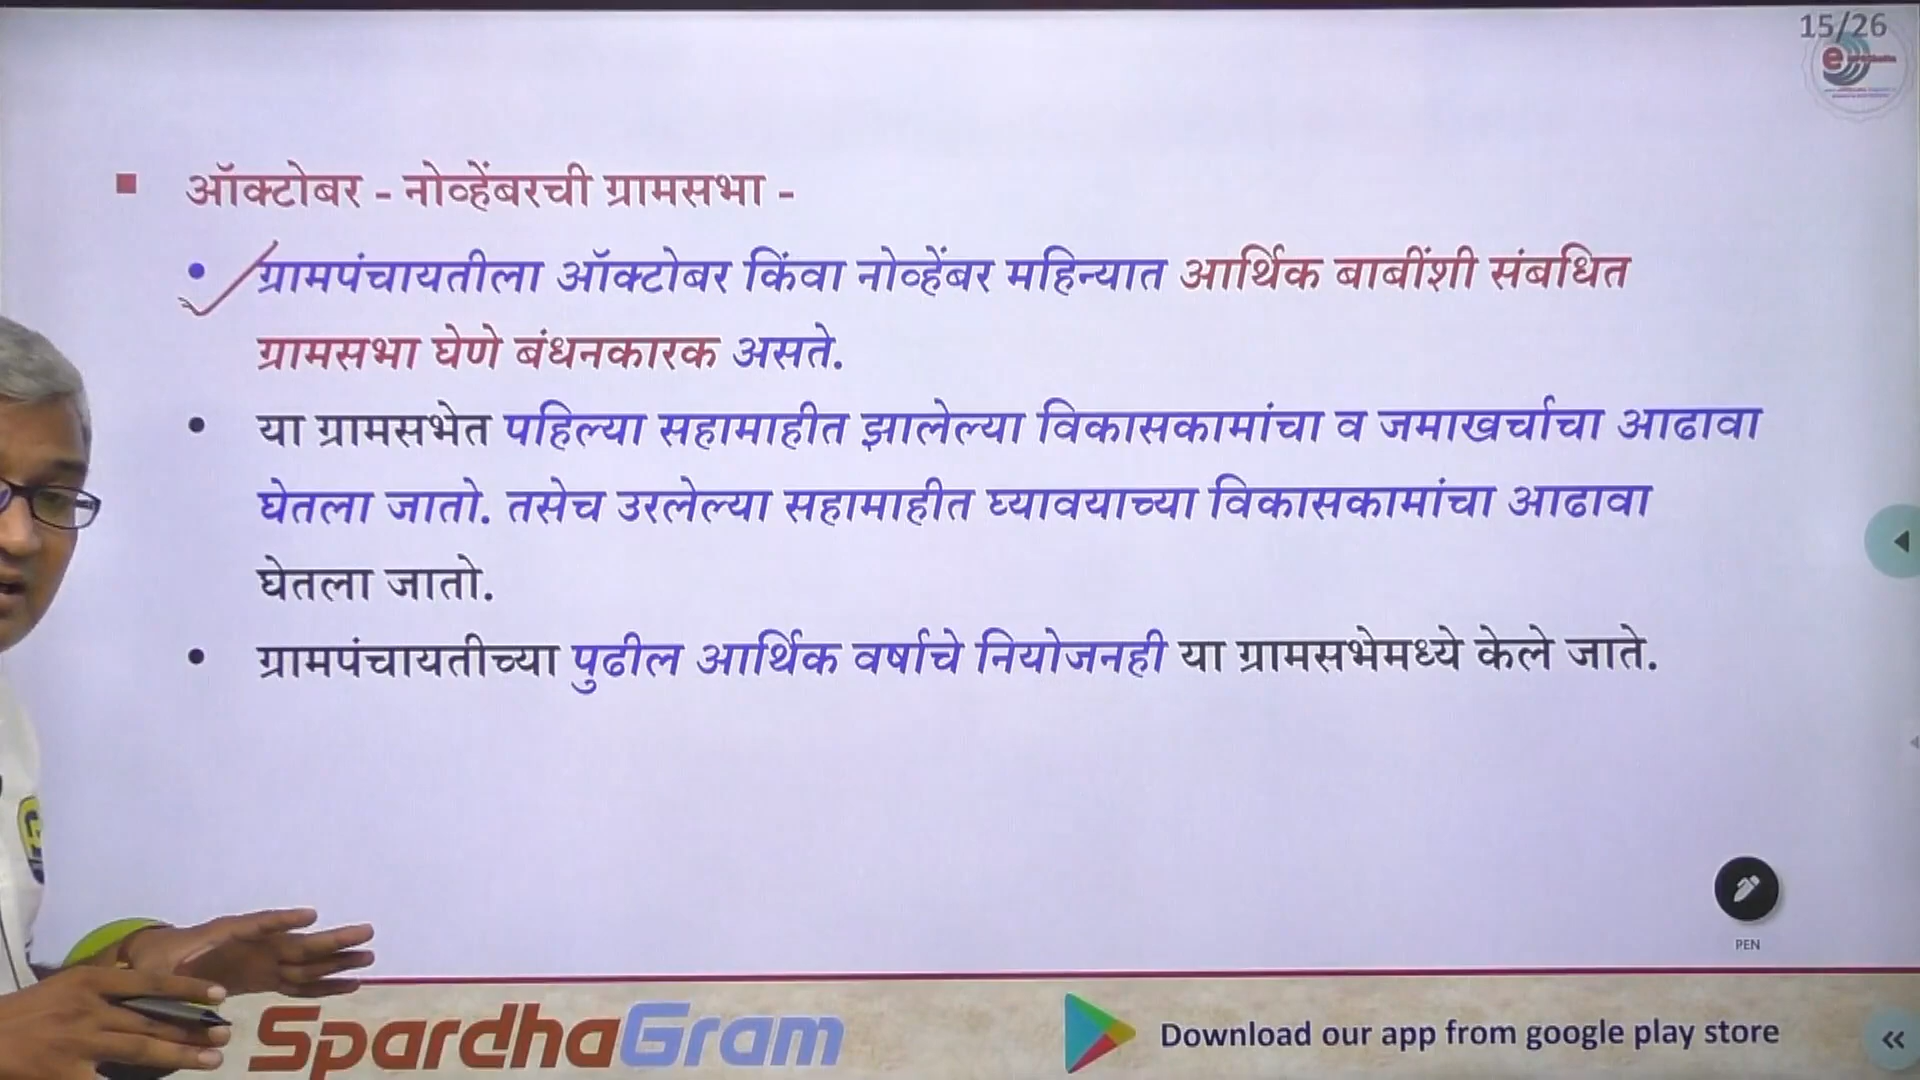 15/26
ऑक्टोबर - नोव्हेंबरची ग्रामसभा -
ग्रामपंचायतीला ऑक्टोबर किंवा नोव्हेंबर महिन्यात आर्थिक बाबींशी संबधित
ग्रामसभा घेणे बंधनकारक असते.
या ग्रामसभेत पहिल्या सहामाहीत झालेल्या विकासकामांचा व जमाखर्चाचा आढावा
घेतला जातो. तसेच उरलेल्या सहामाहीत घ्यावयाच्या विकासकामांचा आढावा
घेतला जातो.
ग्रामपंचायतीच्या पुढील आर्थिक वर्षाचे नियोजनही या ग्रामसभेमध्ये केले जाते.
PEN
SpardhaGram
Download our app from google play store